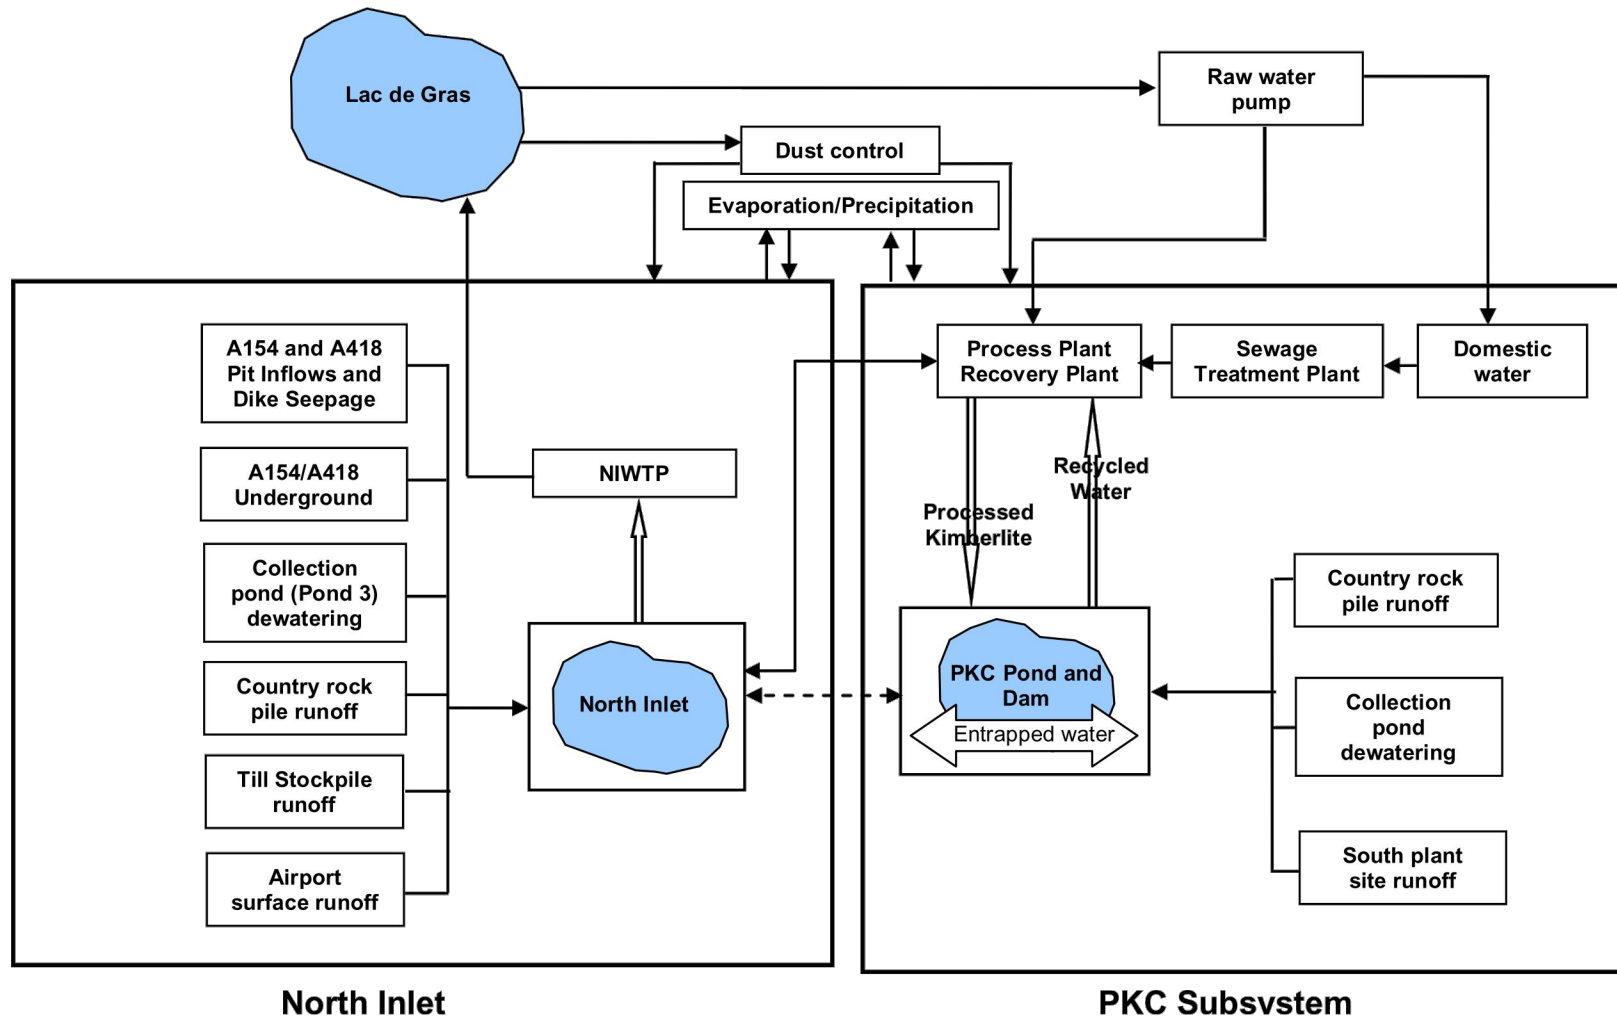 Lac de Gras
Raw water
pump
Dust control
Evaporation/Precipitation
A154 and A418
Pit Inflows and
Dike Seepage
A154/A418
Underground
Collection
pond (Pond 3)
dewatering
Country rock
pile runoff
Till Stockpile
runoff
Airport
surface runoff
NIWTP
North Inlet
Process Plant
Recovery Plant
Sewage
Treatment Plant
Domestic
water
Recycled
Water
Processed
Kimberlite
PKC Pond and
Dam
Entrapped water
Country rock
pile runoff
Collection
pond
dewatering
South plant
site runoff
North Inlet
PKC Subsystem